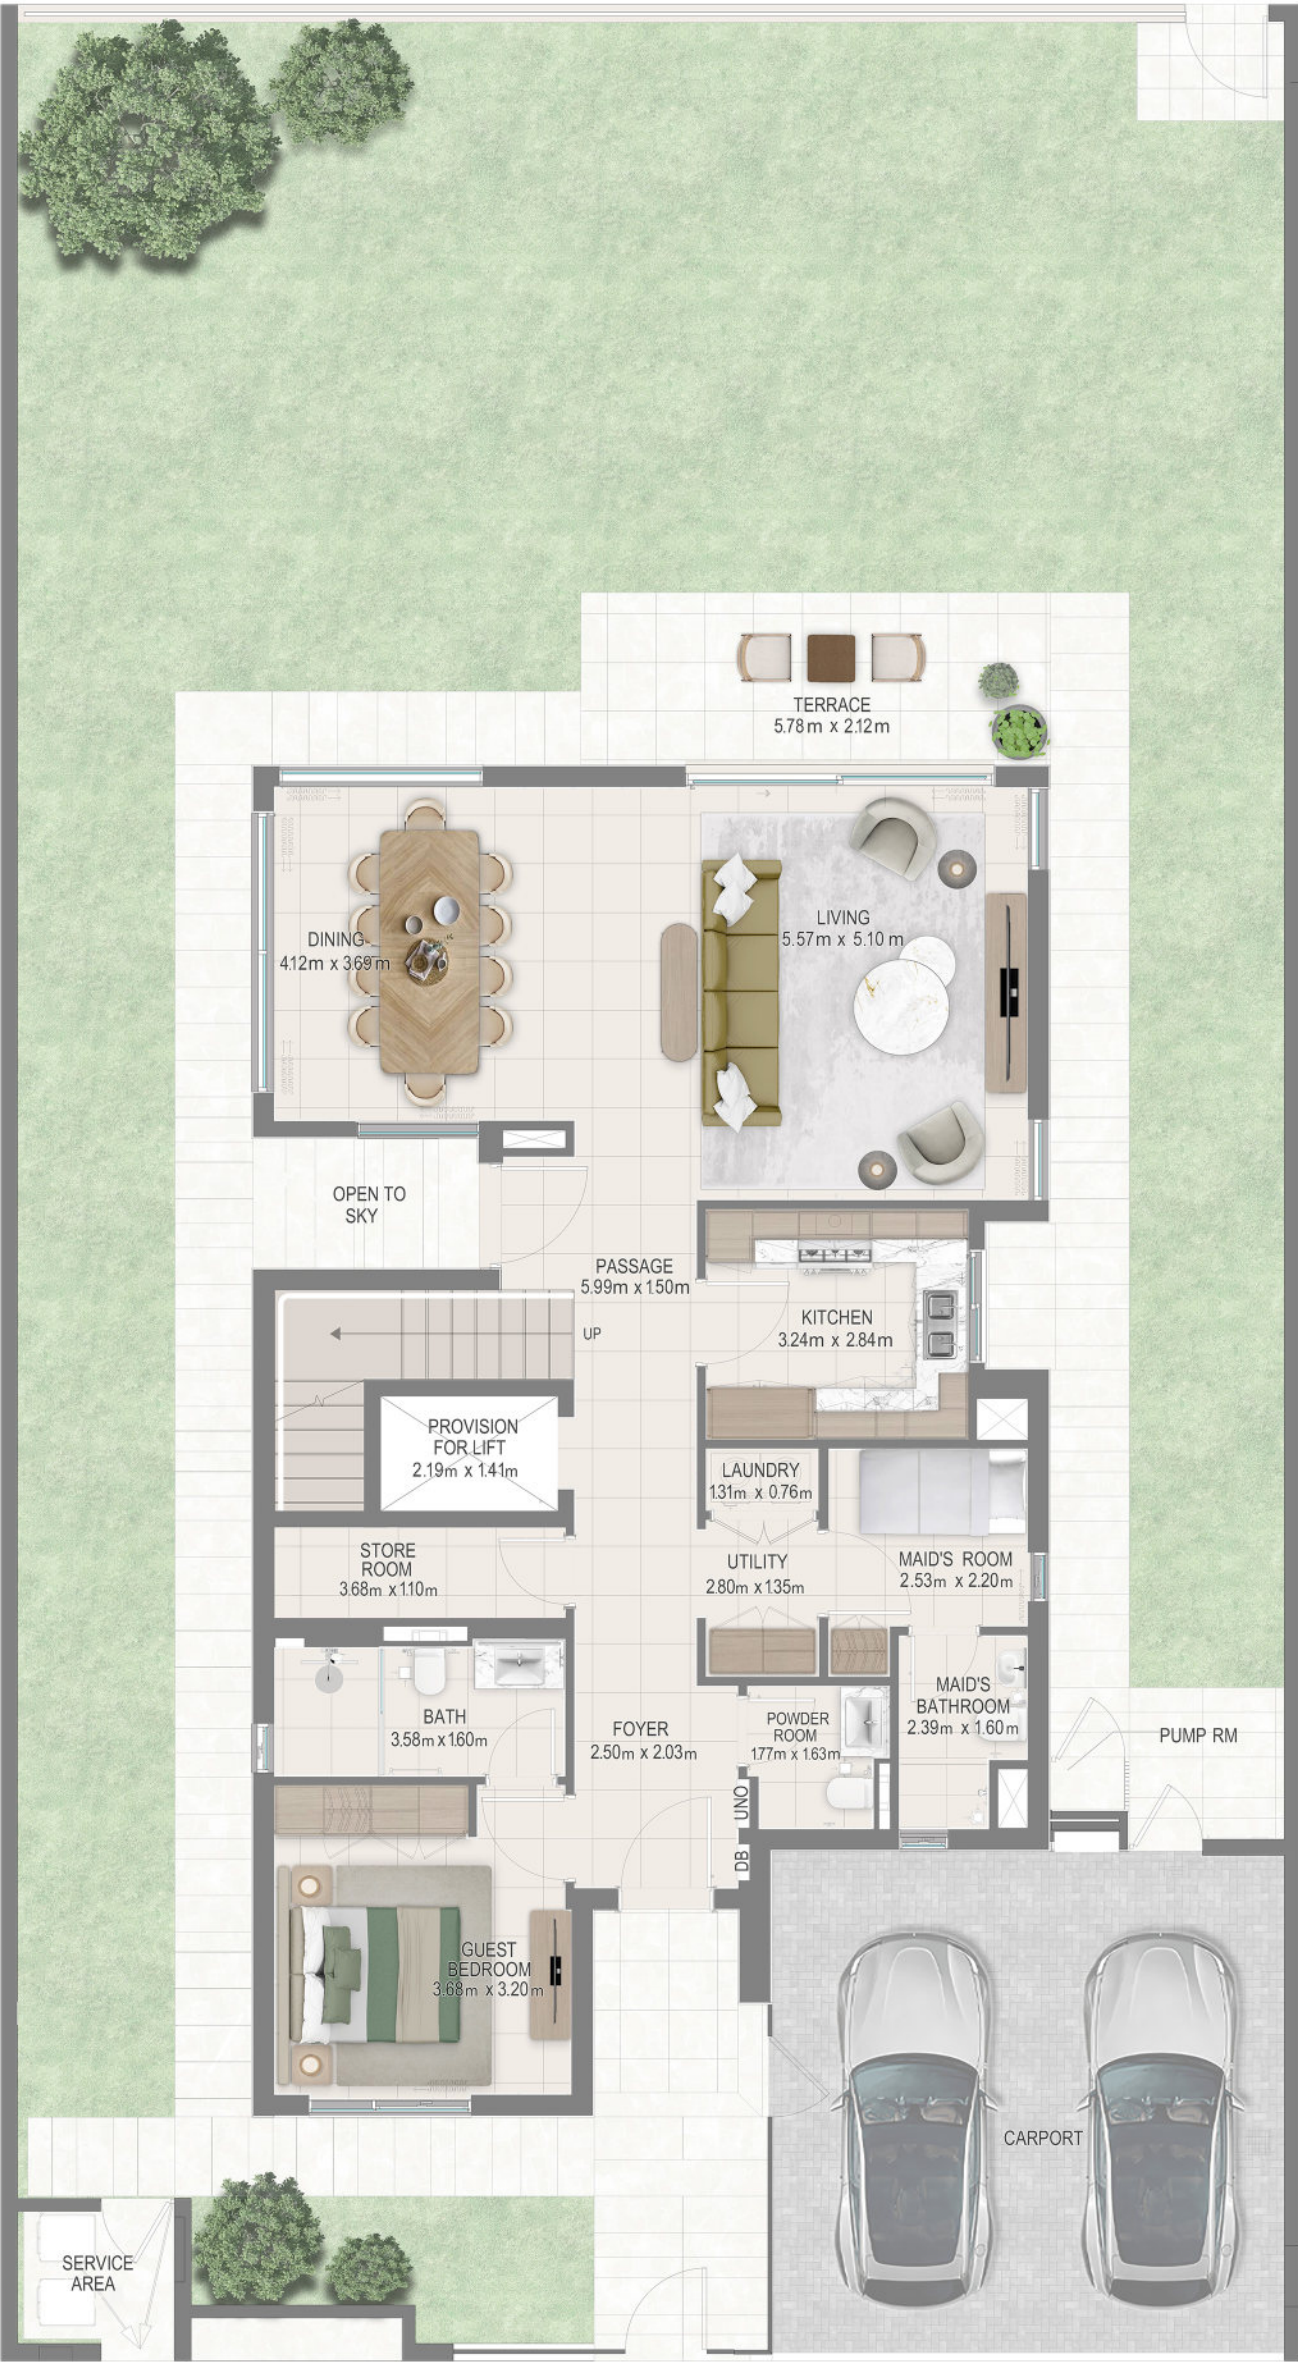 TERRACE
5.78m x 2.12m
LIVING
5.57m x 5.10m
DINING
4.12m x 3.69m
OPEN TO
SKY
PASSAGE
5.99m x 1.50m
UP
KITCHEN
3.24m x 2.84m
PROVISION
FOR LIFT
2.19m x 1.41m
LAUNDRY
1.31m x 0.76m
STORE
ROOM
3.68m x 1.10m
UTILITY
2.80m x 1.35m
MAID'S ROOM
2.53m x 2.20m
BATH
3.58m x 1.60m
FOYER
2.50m x 2.03m
POWDER
ROOM
1.77m x 1.63m
MAID'S
BATHROOM
2.39m x 1.60m
PUMP RM
UNO
DB
GUEST
BEDROOM
3.68m x 3.20m
CARPORT
SERVICE
AREA